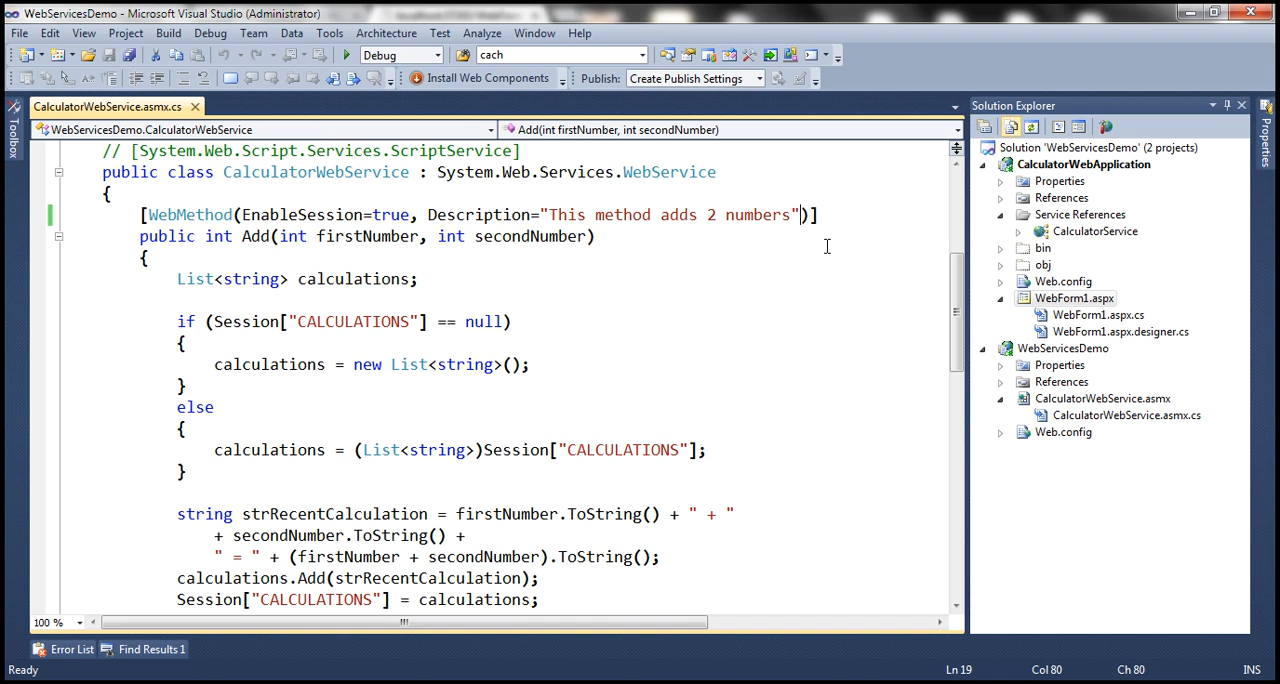 WebServicesDemo - Microsoft Visual Studio (Administrator)
File Edit View Project Build Debug Team Data Tools Architecture Test Analyze Window Help
Debug cach
Install Web Components Publish: Create Publish Settings
Toolbox
CalculatorWebService.asmx.cs
WebServicesDemo.CalculatorWebService Add(int firstNumber, int secondNumber)
// [System.Web.Script.Services.ScriptService]
public class CalculatorWebService : System.Web.Services.WebService
{
[WebMethod(EnableSession=true, Description="This method adds 2 numbers")]
public int Add(int firstNumber, int secondNumber)
{
List<string> calculations;
if (Session["CALCULATIONS"] == null)
{
calculations = new List<string>();
}
else
{
calculations = (List<string>)Session["CALCULATIONS"];
}
string strRecentCalculation = firstNumber.ToString() + " + "
+ secondNumber.ToString() +
" = " + (firstNumber + secondNumber).ToString();
calculations.Add(strRecentCalculation);
Session["CALCULATIONS"] = calculations;
100 %
Solution Explorer
Solution 'WebServicesDemo' (2 projects)
CalculatorWebApplication
Properties
References
Service References
CalculatorService
bin
obj
Web.config
WebForm1.aspx
WebForm1.aspx.cs
WebForm1.aspx.designer.cs
WebServicesDemo
Properties
References
CalculatorWebService.asmx
CalculatorWebService.asmx.cs
Web.config
Properties
Error List Find Results 1
Ready Ln 19 Col 80 Ch 80 INS